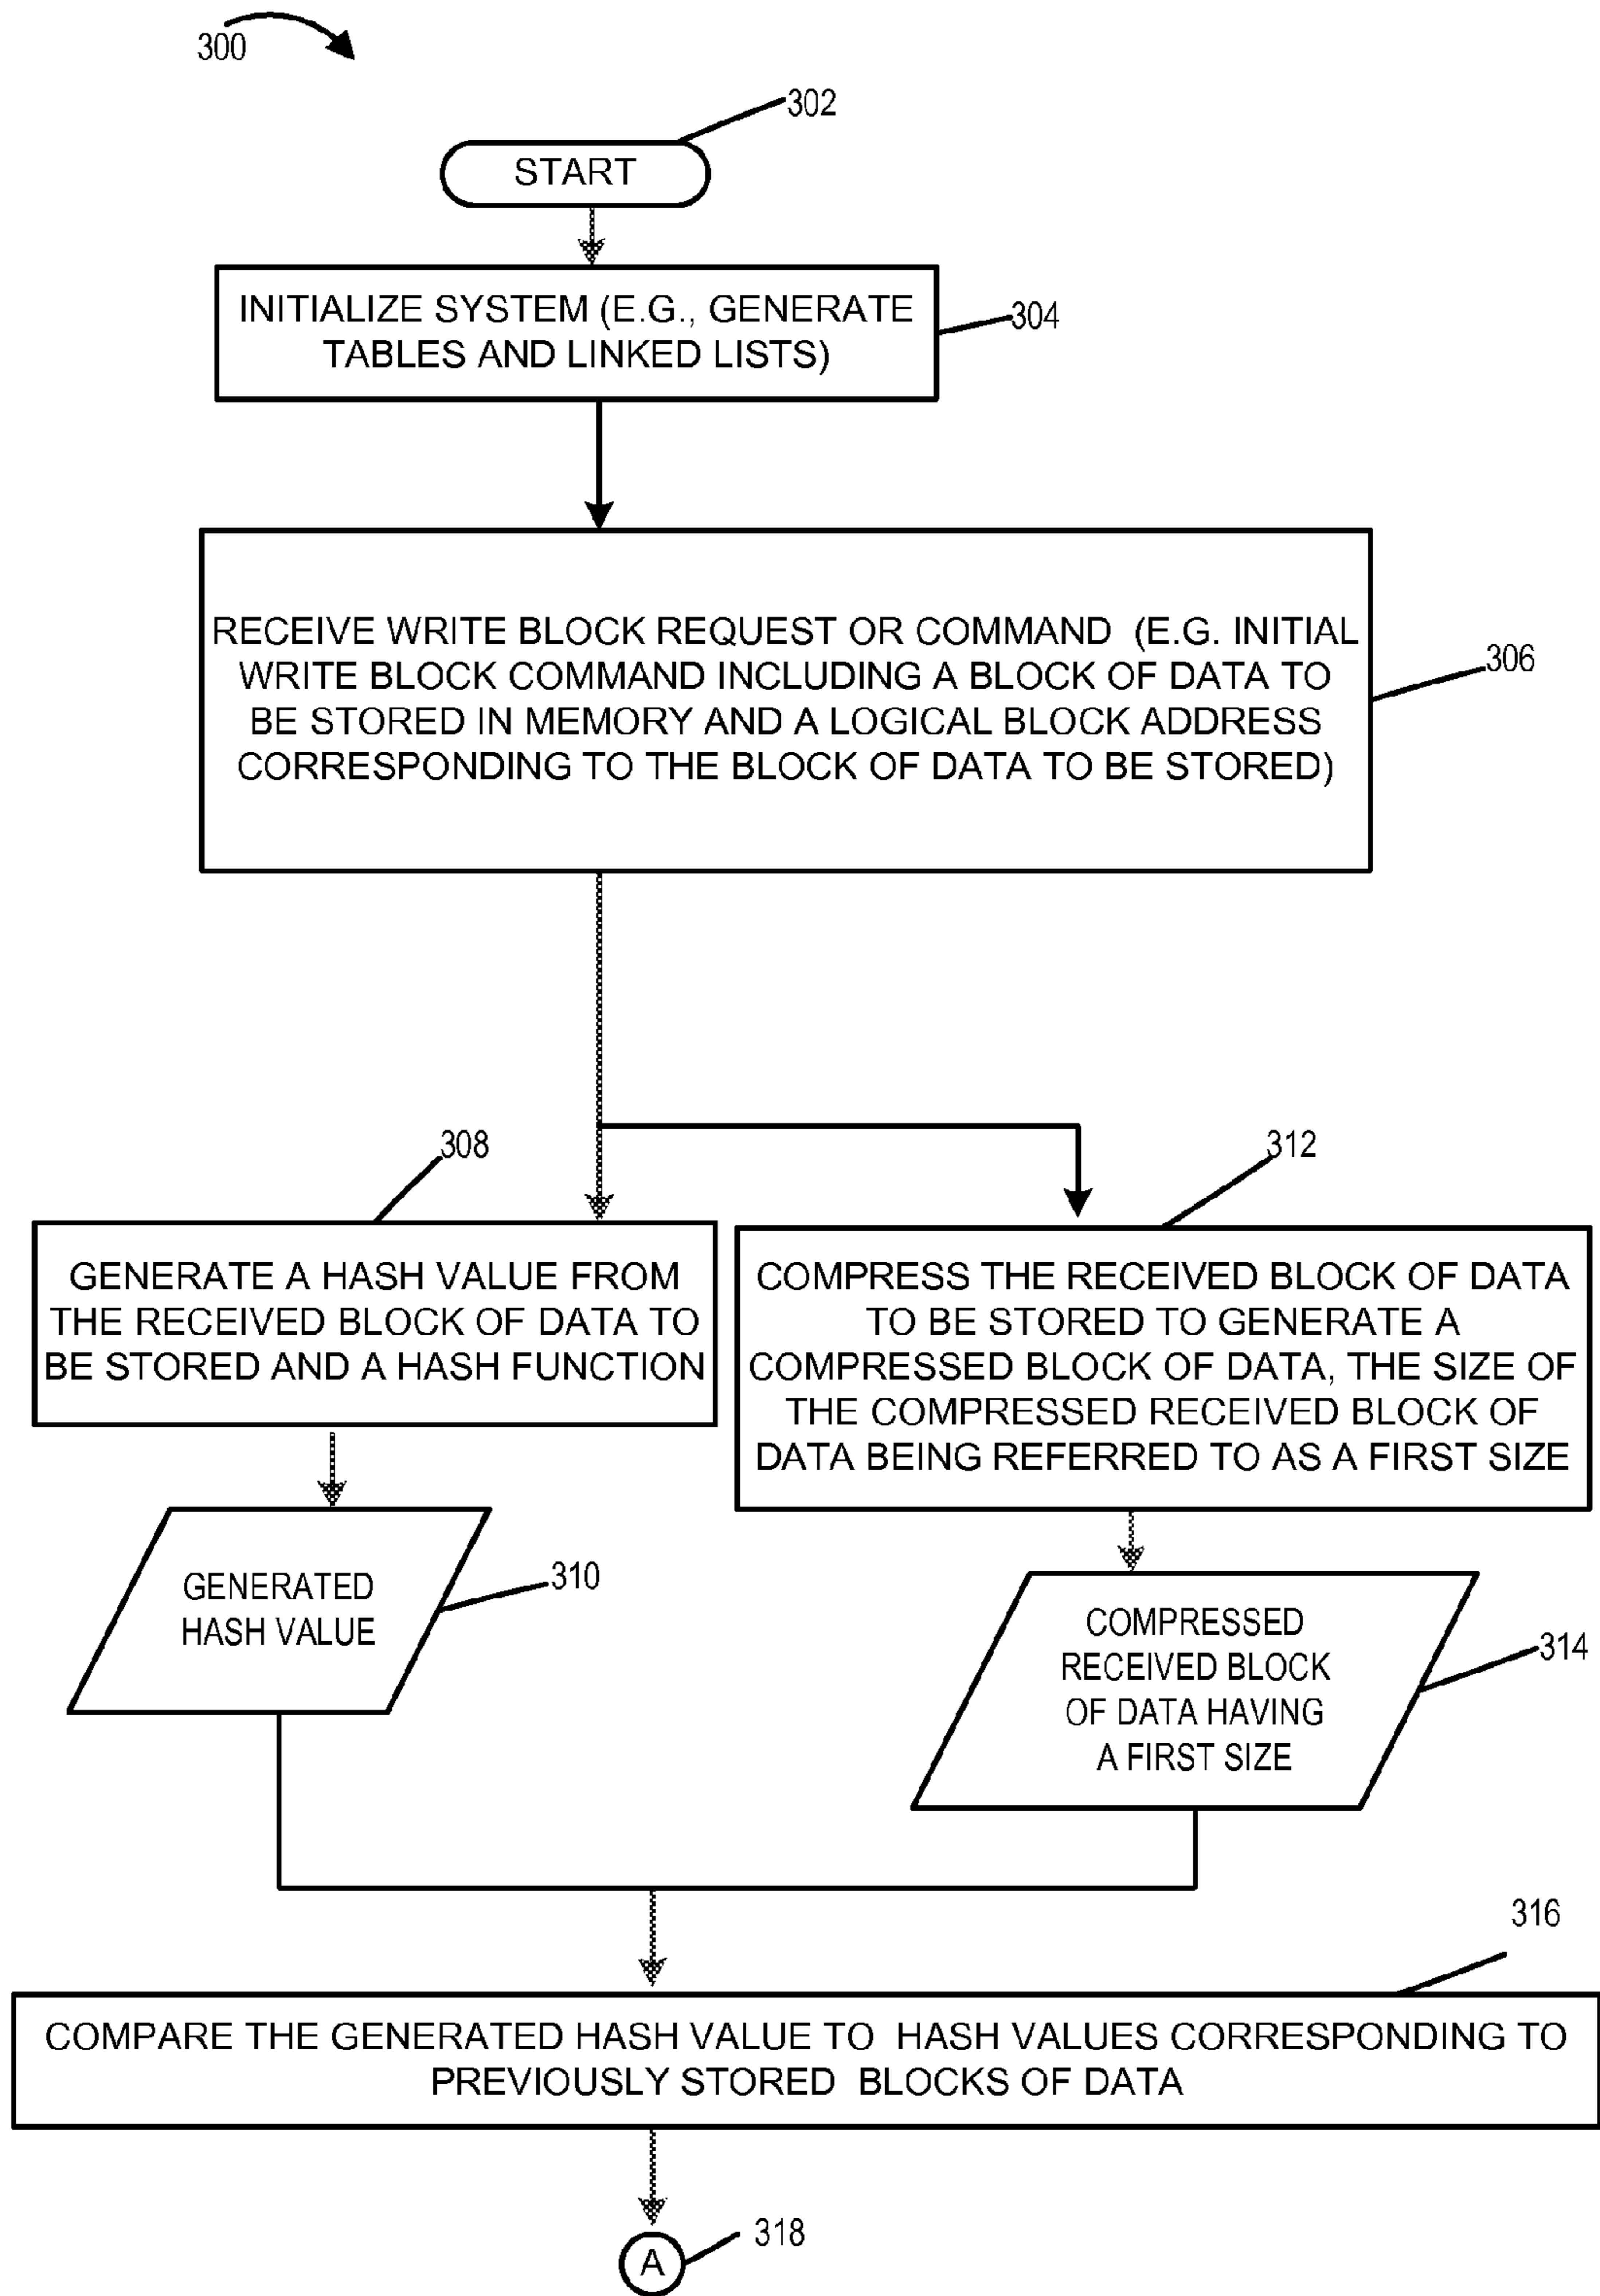 300
302
START
INITIALIZE SYSTEM (E.G., GENERATE
TABLES AND LINKED LISTS)
304
RECEIVE WRITE BLOCK REQUEST OR COMMAND (E.G. INITIAL
WRITE BLOCK COMMAND INCLUDING A BLOCK OF DATA TO
BE STORED IN MEMORY AND A LOGICAL BLOCK ADDRESS
CORRESPONDING TO THE BLOCK OF DATA TO BE STORED)
306
308
GENERATE A HASH VALUE FROM
THE RECEIVED BLOCK OF DATA TO
BE STORED AND A HASH FUNCTION
312
COMPRESS THE RECEIVED BLOCK OF DATA
TO BE STORED TO GENERATE A
COMPRESSED BLOCK OF DATA, THE SIZE OF
THE COMPRESSED RECEIVED BLOCK OF
DATA BEING REFERRED TO AS A FIRST SIZE
GENERATED
HASH VALUE
310
COMPRESSED
RECEIVED BLOCK
OF DATA HAVING
A FIRST SIZE
314
316
COMPARE THE GENERATED HASH VALUE TO HASH VALUES CORRESPONDING TO
PREVIOUSLY STORED BLOCKS OF DATA
A
318